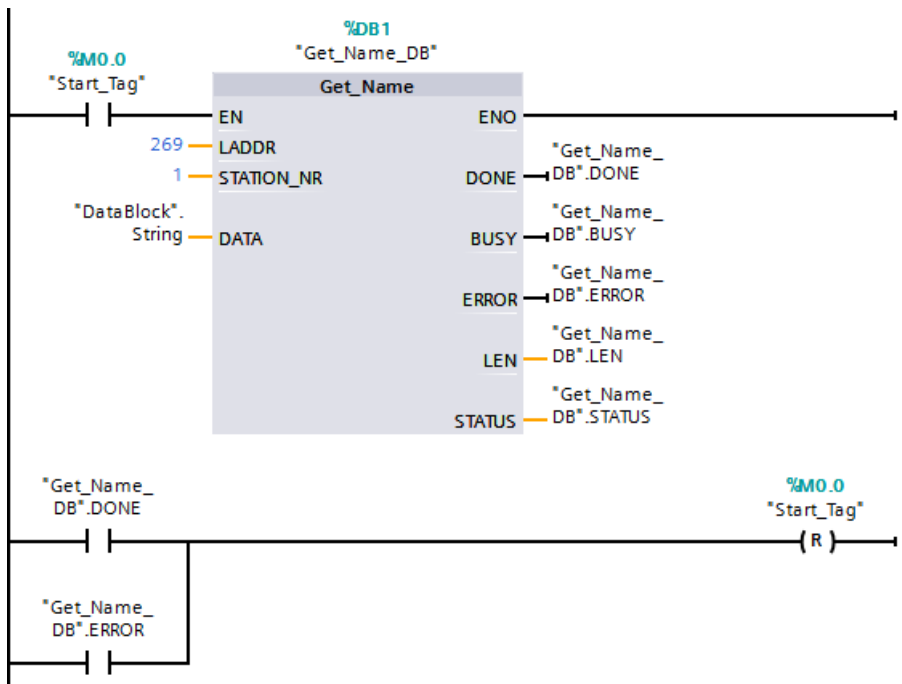 %DB1
"Get_Name_DB"
%M0.0
"Start_Tag"
Get_Name
EN
ENO
269
LADDR
1
STATION_NR
DONE
"Get_Name_
DB".DONE
"DataBlock".
String
DATA
BUSY
"Get_Name_
DB".BUSY
ERROR
"Get_Name_
DB".ERROR
LEN
"Get_Name_
DB".LEN
STATUS
"Get_Name_
DB".STATUS
"Get_Name_
DB".DONE
%M0.0
"Start_Tag"
R
"Get_Name_
DB".ERROR